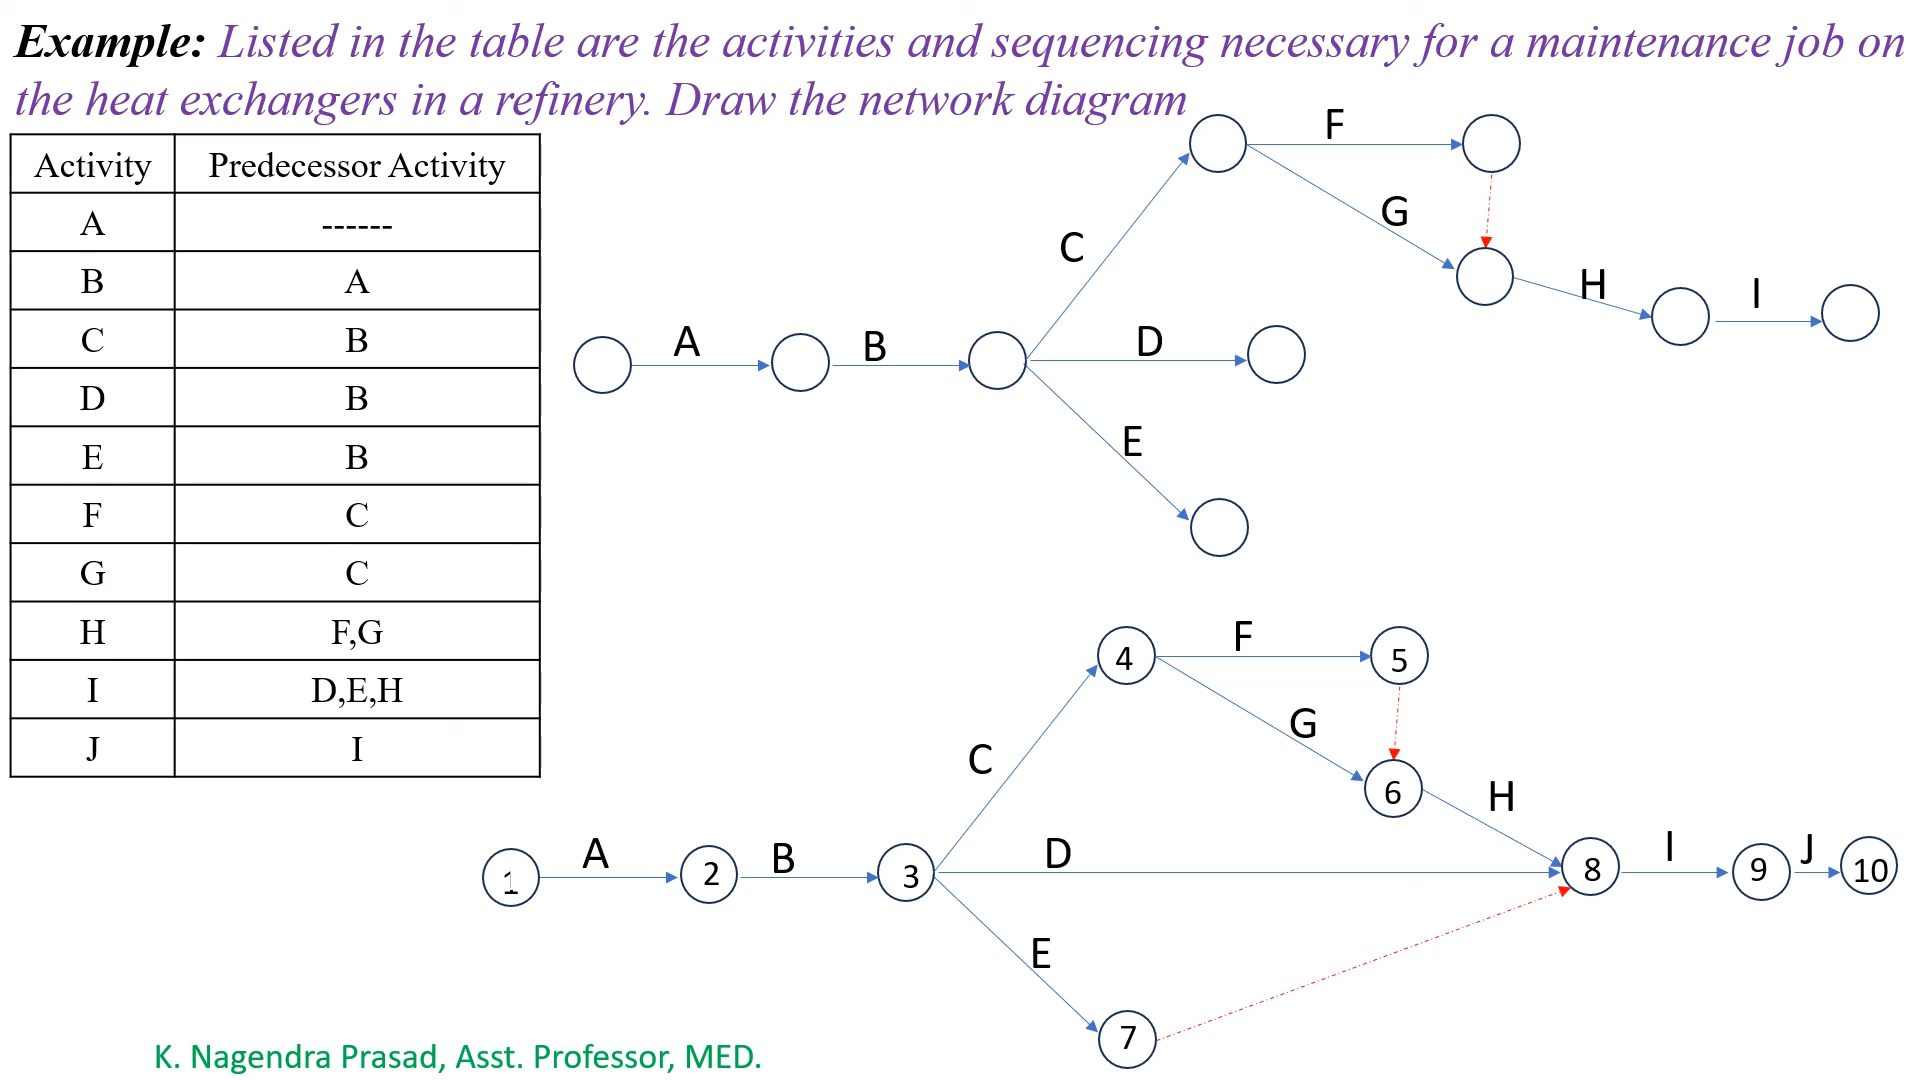 Example: Listed in the table are the activities and sequencing necessary for a maintenance job on
the heat exchangers in a refinery. Draw the network diagram
Activity Predecessor Activity
A ------
B A
C B
D B
E B
F C
G C
H F,G
I D,E,H
J I
F
G
C
H
I
A
B
D
E
4
F
5
G
C
6
H
1
A
2
B
3
D
8
I
9
J
10
E
7
K. Nagendra Prasad, Asst. Professor, MED.